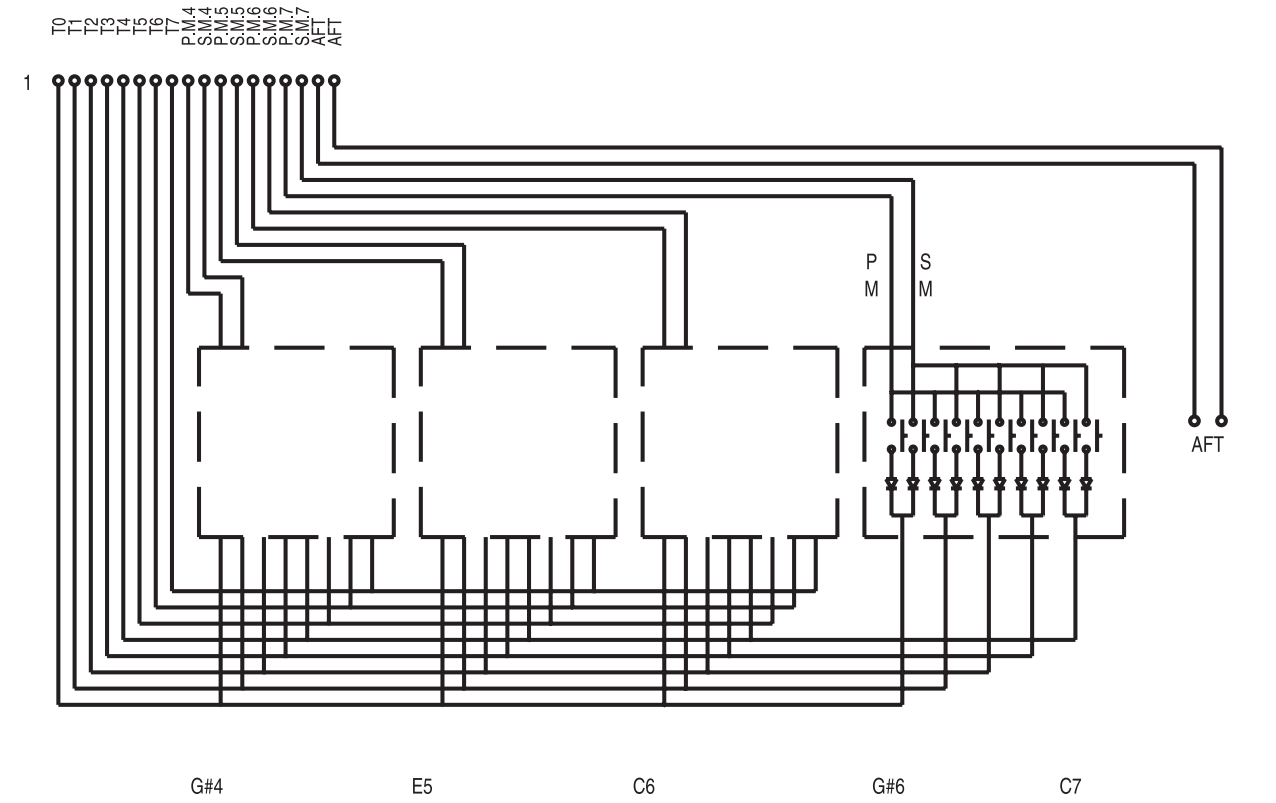 T0 T1 T2 T3 T4 T5 T6 T7 P.M.4 S.M.4 P.M.5 S.M.5 P.M.6 S.M.6 P.M.7 S.M.7 AFT AFT
1
P S
M M
AFT
G#4 E5 C6 G#6 C7